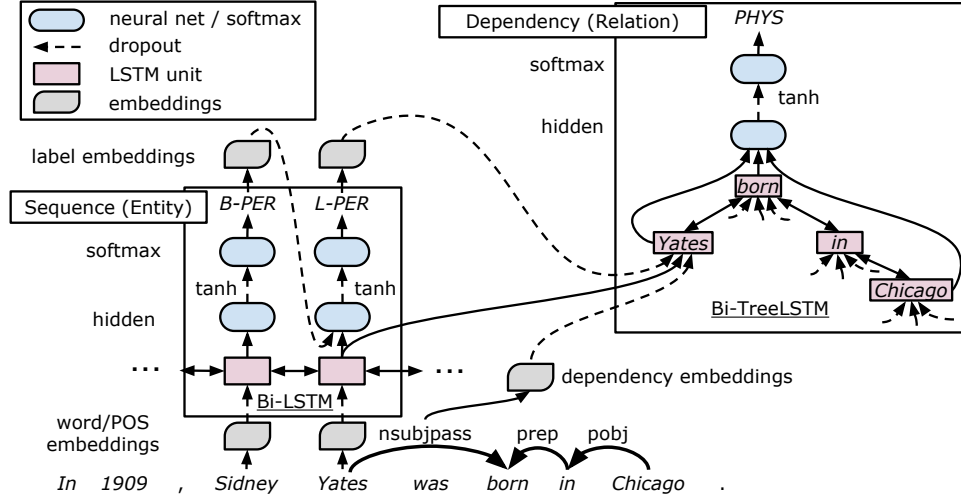 neural net / softmax
dropout
LSTM unit
embeddings
Dependency (Relation)
PHYS
softmax
tanh
hidden
born
Yates
in
Chicago
Bi-TreeLSTM
label embeddings
Sequence (Entity)
B-PER L-PER
softmax
tanh tanh
hidden
... ...
Bi-LSTM
dependency embeddings
word/POS
embeddings
nsubjpass prep pobj
In 1909 , Sidney Yates was born in Chicago .